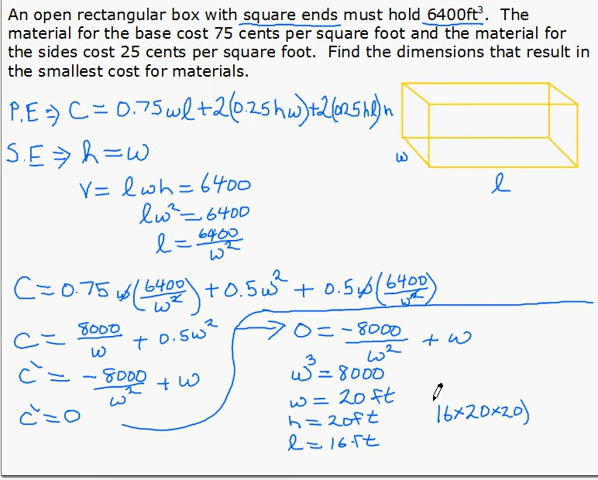 An open rectangular box with square ends must hold 6400ft³. The
material for the base cost 75 cents per square foot and the material for
the sides cost 25 cents per square foot. Find the dimensions that result in
the smallest cost for materials.
P.E ⇒ C = 0.75wl + 2(0.25hw) + 2(0.25hl) h
S.E ⇒ h = w
w
l
V = lwh = 6400
lw² = 6400
l = 6400/w²
C = 0.75w(6400/w²) + 0.5w² + 0.5w(6400/w²)
C = 8000/w + 0.5w²
C' = -8000/w² + w
C' = 0
0 = -8000/w² + w
w³ = 8000
w = 20 ft
h = 20ft
l = 16ft
16×20×20)